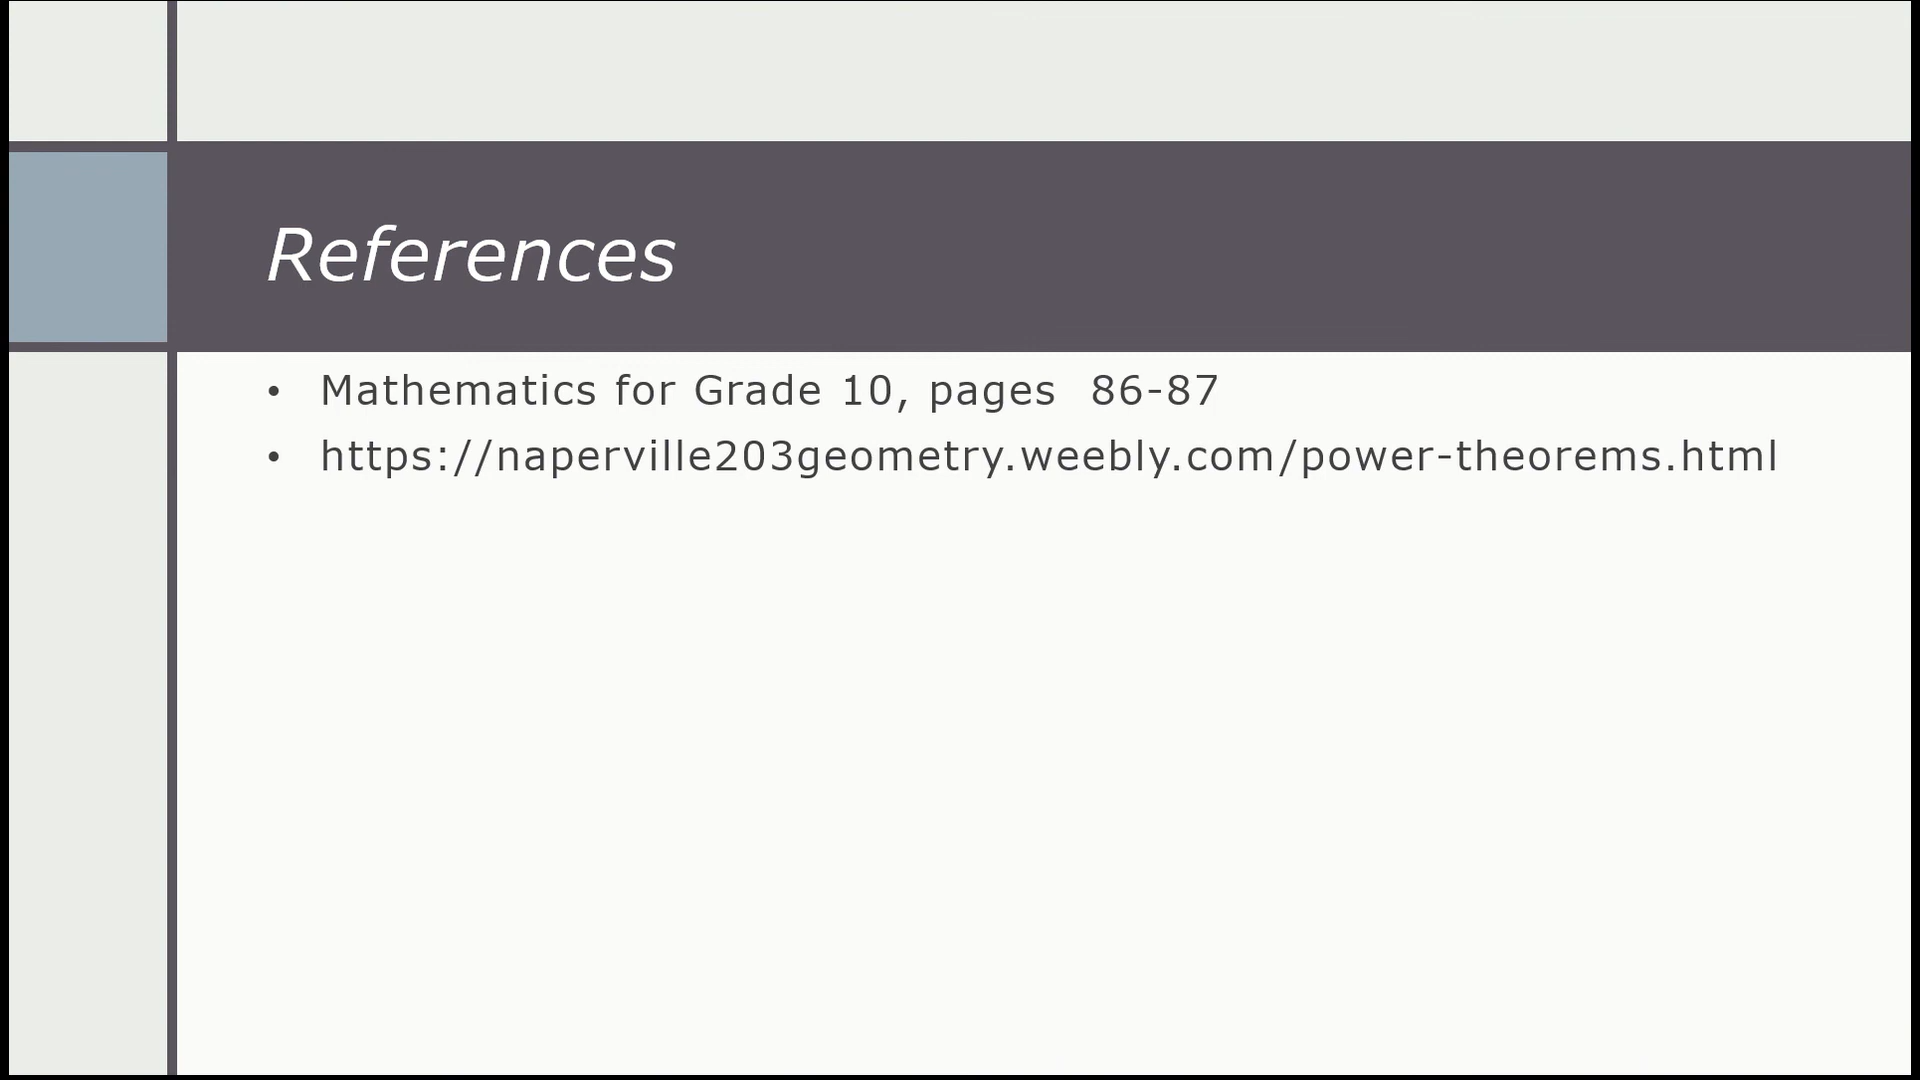 References
• Mathematics for Grade 10, pages  86-87
• https://naperville203geometry.weebly.com/power-theorems.html